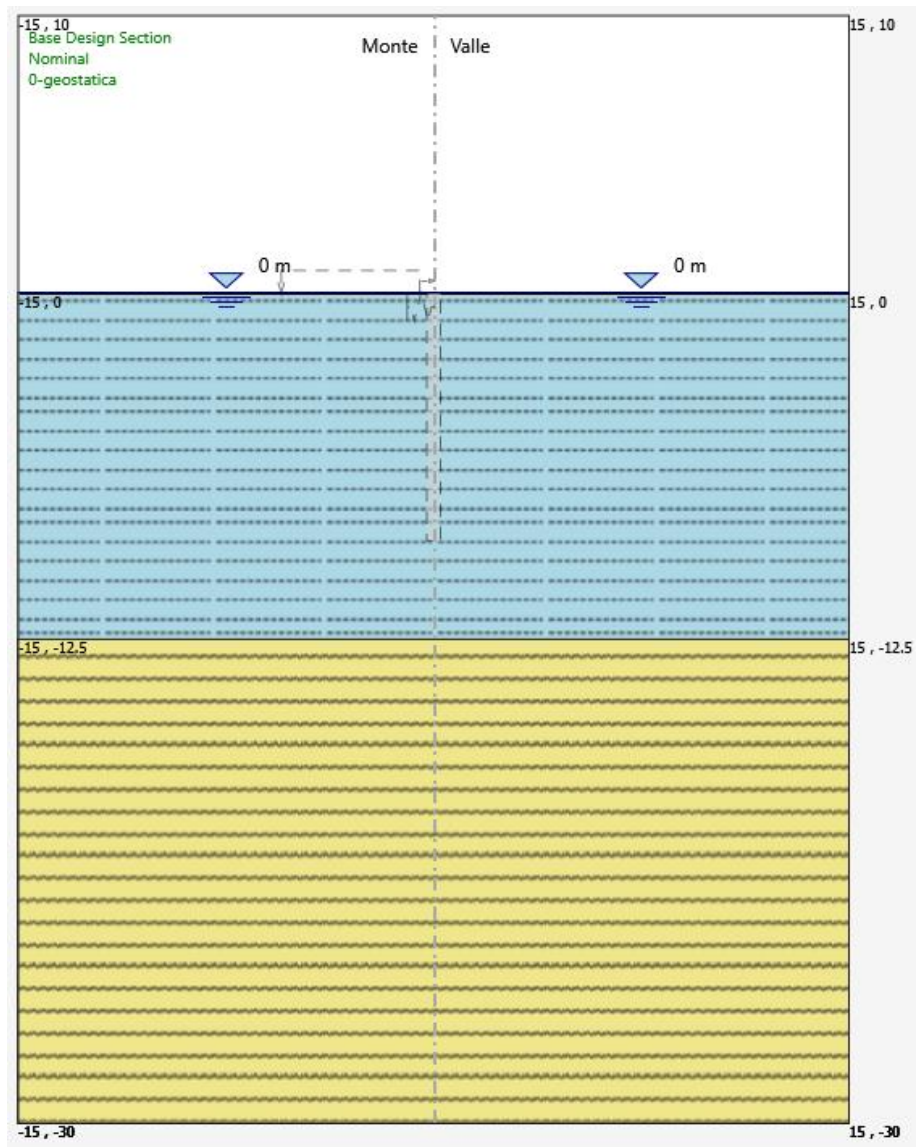 -15 , 10
15 , 10
Base Design Section
Nominal
0-geostatica
Monte
Valle
0 m
0 m
-15 , 0
15 , 0
-15 , -12.5
15 , -12.5
-15 , -30
15 , -30